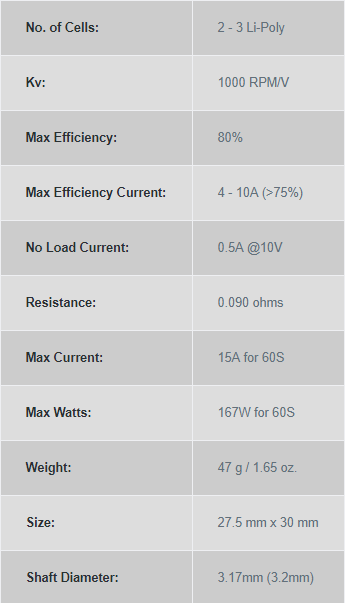 No. of Cells: 2 - 3 Li-Poly
Kv: 1000 RPM/V
Max Efficiency: 80%
Max Efficiency Current: 4 - 10A (>75%)
No Load Current: 0.5A @10V
Resistance: 0.090 ohms
Max Current: 15A for 60S
Max Watts: 167W for 60S
Weight: 47 g / 1.65 oz.
Size: 27.5 mm x 30 mm
Shaft Diameter: 3.17mm (3.2mm)